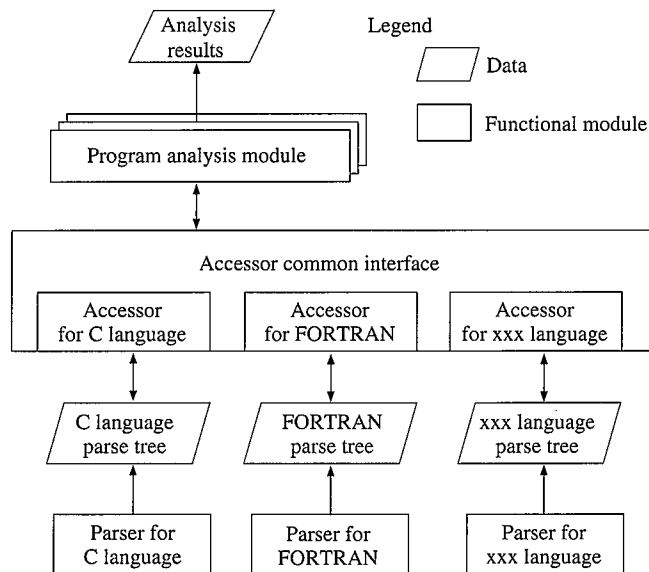 Analysis
results
Legend
Data
Functional module
Program analysis module
Accessor common interface
Accessor
for C language
Accessor
for FORTRAN
Accessor
for xxx language
C language
parse tree
FORTRAN
parse tree
xxx language
parse tree
Parser for
C language
Parser for
FORTRAN
Parser for
xxx language